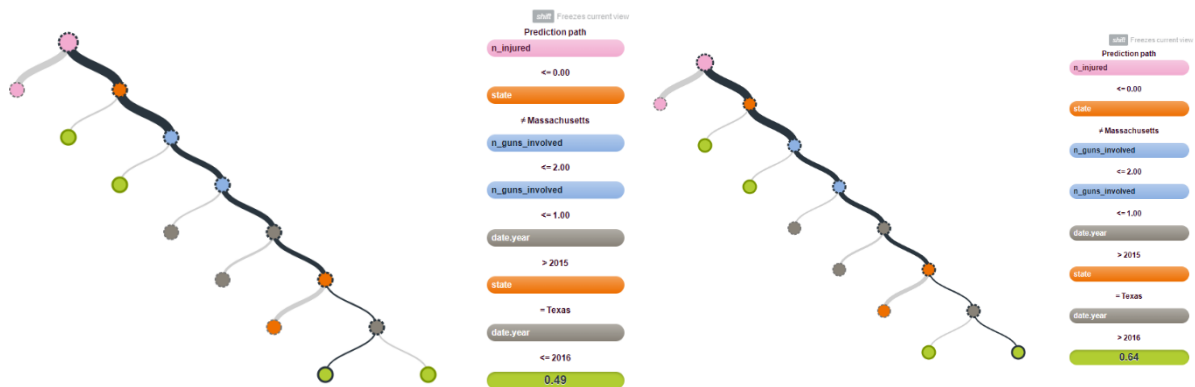 shift Freezes current view
Prediction path
n_injured
<= 0.00
state
≠ Massachusetts
n_guns_involved
<= 2.00
n_guns_involved
<= 1.00
date.year
> 2015
state
= Texas
date.year
<= 2016
0.49
shift Freezes current view
Prediction path
n_injured
<= 0.00
state
≠ Massachusetts
n_guns_involved
<= 2.00
n_guns_involved
<= 1.00
date.year
> 2015
state
= Texas
date.year
> 2016
0.64